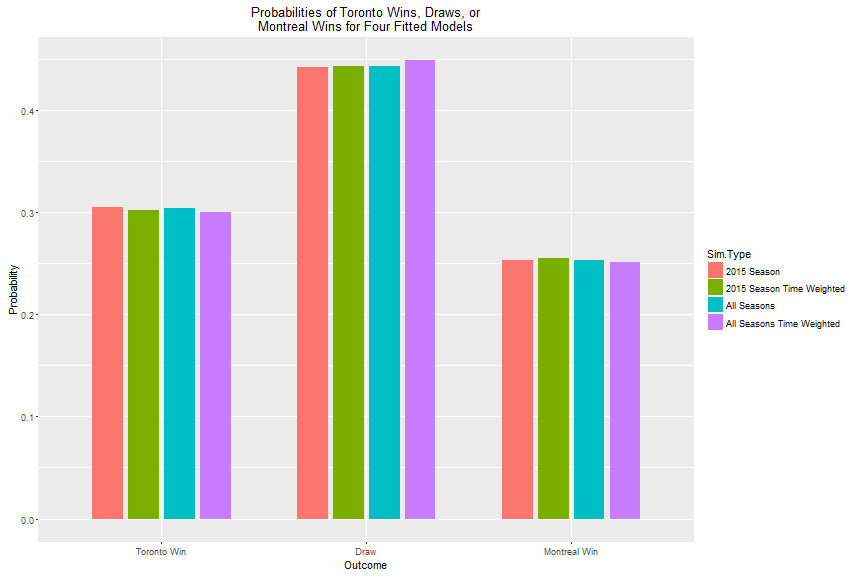 Probabilities of Toronto Wins, Draws, or
Montreal Wins for Four Fitted Models
Probability
0.4
0.3
0.2
0.1
0.0
Toronto Win
Draw
Montreal Win
Outcome
Sim.Type
2015 Season
2015 Season Time Weighted
All Seasons
All Seasons Time Weighted